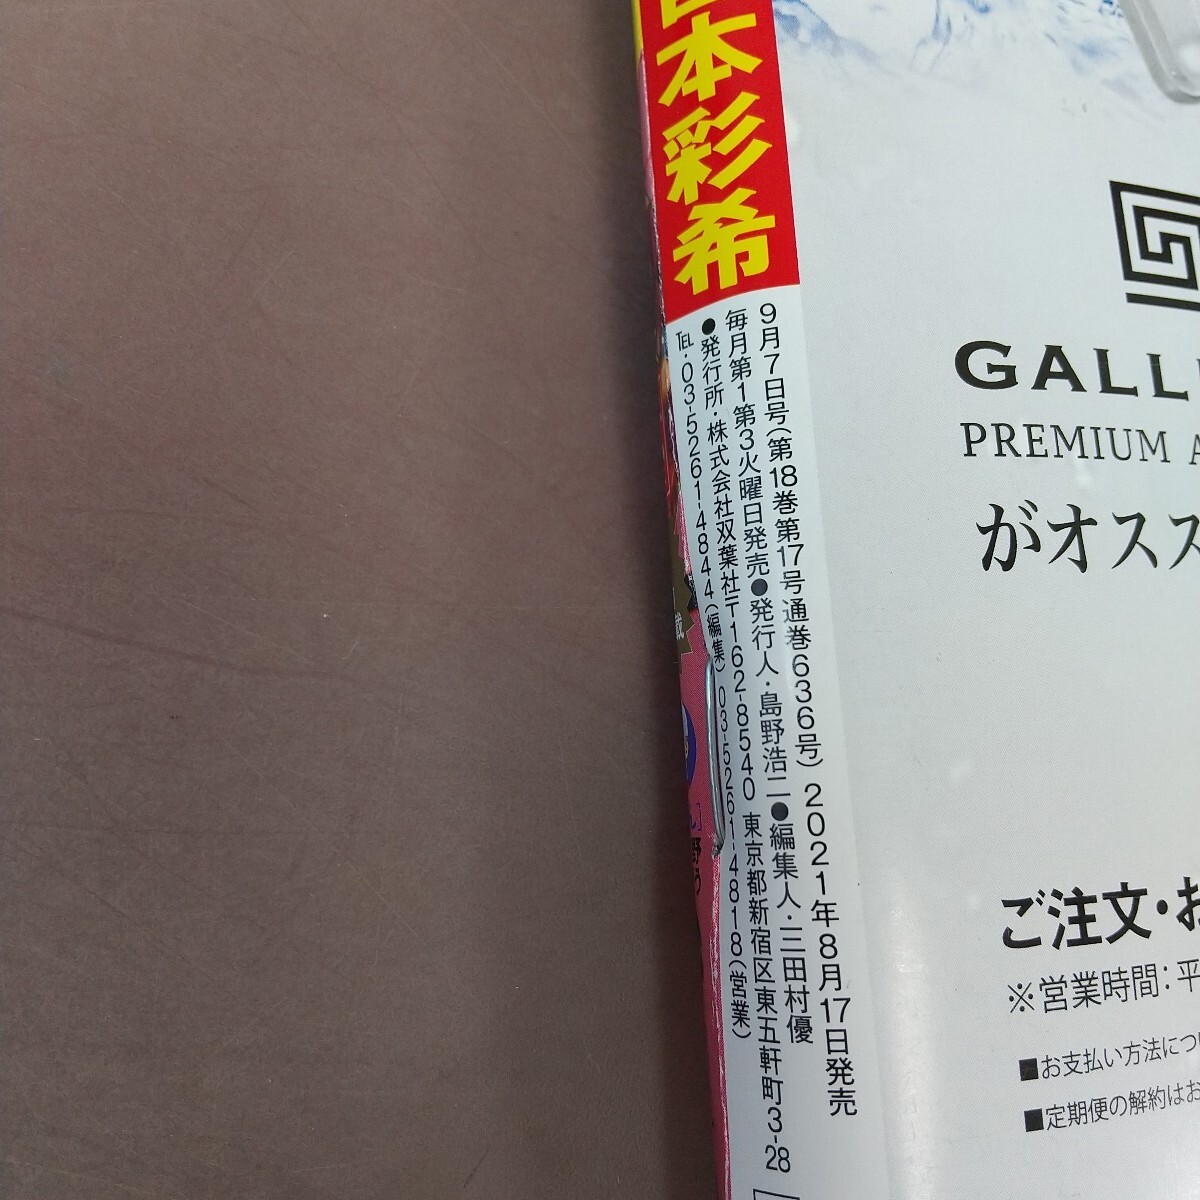 本彩希
9月7日号(第18巻第17号通巻636号) 2021年8月17日発売
毎月第1第3火曜日発売●発行人・島野浩二●編集人・三田村優
●発行所・株式会社双葉社〒162-8540 東京都新宿区東五軒町3-28
TEL・03-5261-4844(編集) 03-5261-4818(営業)
GALL
PREMIUM A
がオスス
ご注文・お
※営業時間:平
■お支払い方法につ
■定期便の解約はお
載
野